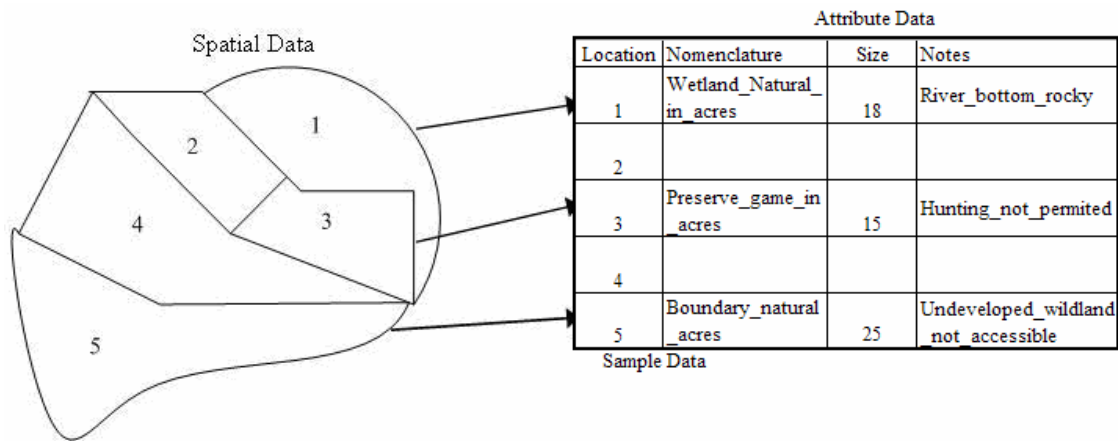 Attribute Data
Spatial Data
Location Nomenclature Size Notes
1 Wetland_Natural_
in_acres 18 River_bottom_rocky
2
3 Preserve_game_in
_acres 15 Hunting_not_permited
4
5 Boundary_natural
_acres 25 Undeveloped_wildland
_not_accessible
Sample Data
1
2
3
4
5